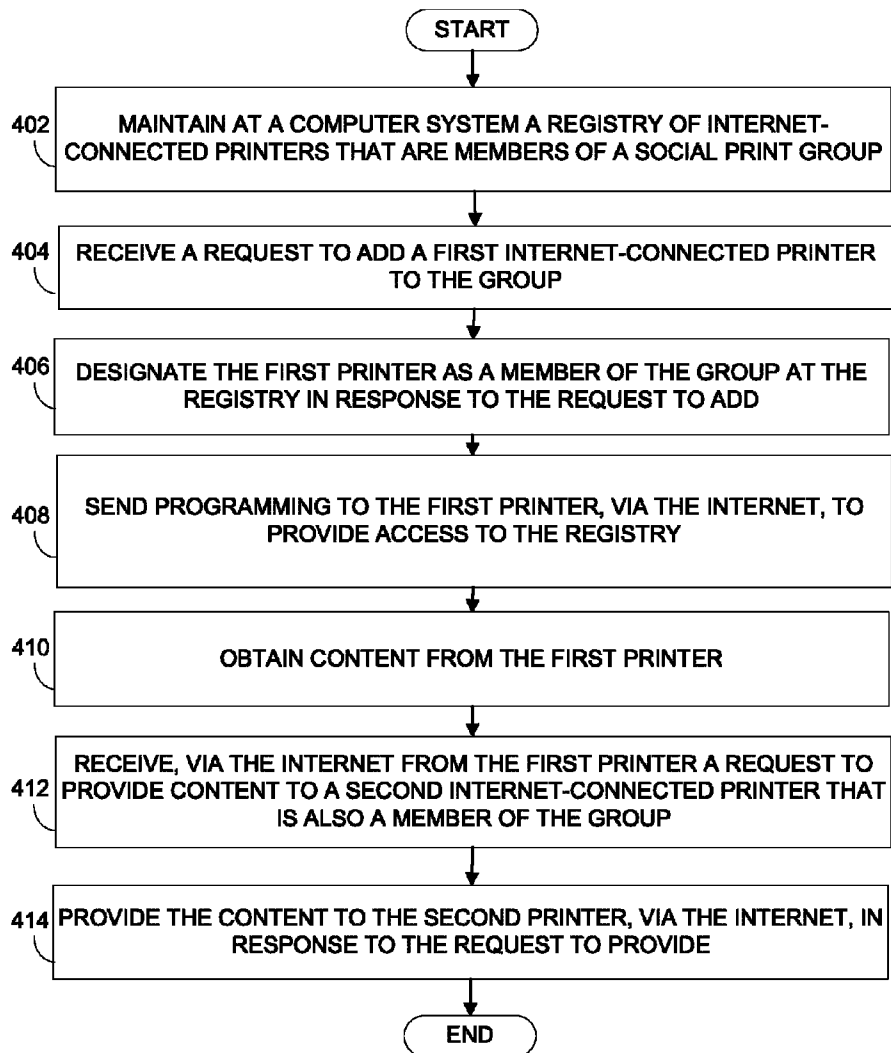 START
402
MAINTAIN AT A COMPUTER SYSTEM A REGISTRY OF INTERNET-
CONNECTED PRINTERS THAT ARE MEMBERS OF A SOCIAL PRINT GROUP
404
RECEIVE A REQUEST TO ADD A FIRST INTERNET-CONNECTED PRINTER
TO THE GROUP
406
DESIGNATE THE FIRST PRINTER AS A MEMBER OF THE GROUP AT THE
REGISTRY IN RESPONSE TO THE REQUEST TO ADD
408
SEND PROGRAMMING TO THE FIRST PRINTER, VIA THE INTERNET, TO
PROVIDE ACCESS TO THE REGISTRY
410
OBTAIN CONTENT FROM THE FIRST PRINTER
412
RECEIVE, VIA THE INTERNET FROM THE FIRST PRINTER A REQUEST TO
PROVIDE CONTENT TO A SECOND INTERNET-CONNECTED PRINTER THAT
IS ALSO A MEMBER OF THE GROUP
414
PROVIDE THE CONTENT TO THE SECOND PRINTER, VIA THE INTERNET, IN
RESPONSE TO THE REQUEST TO PROVIDE
END